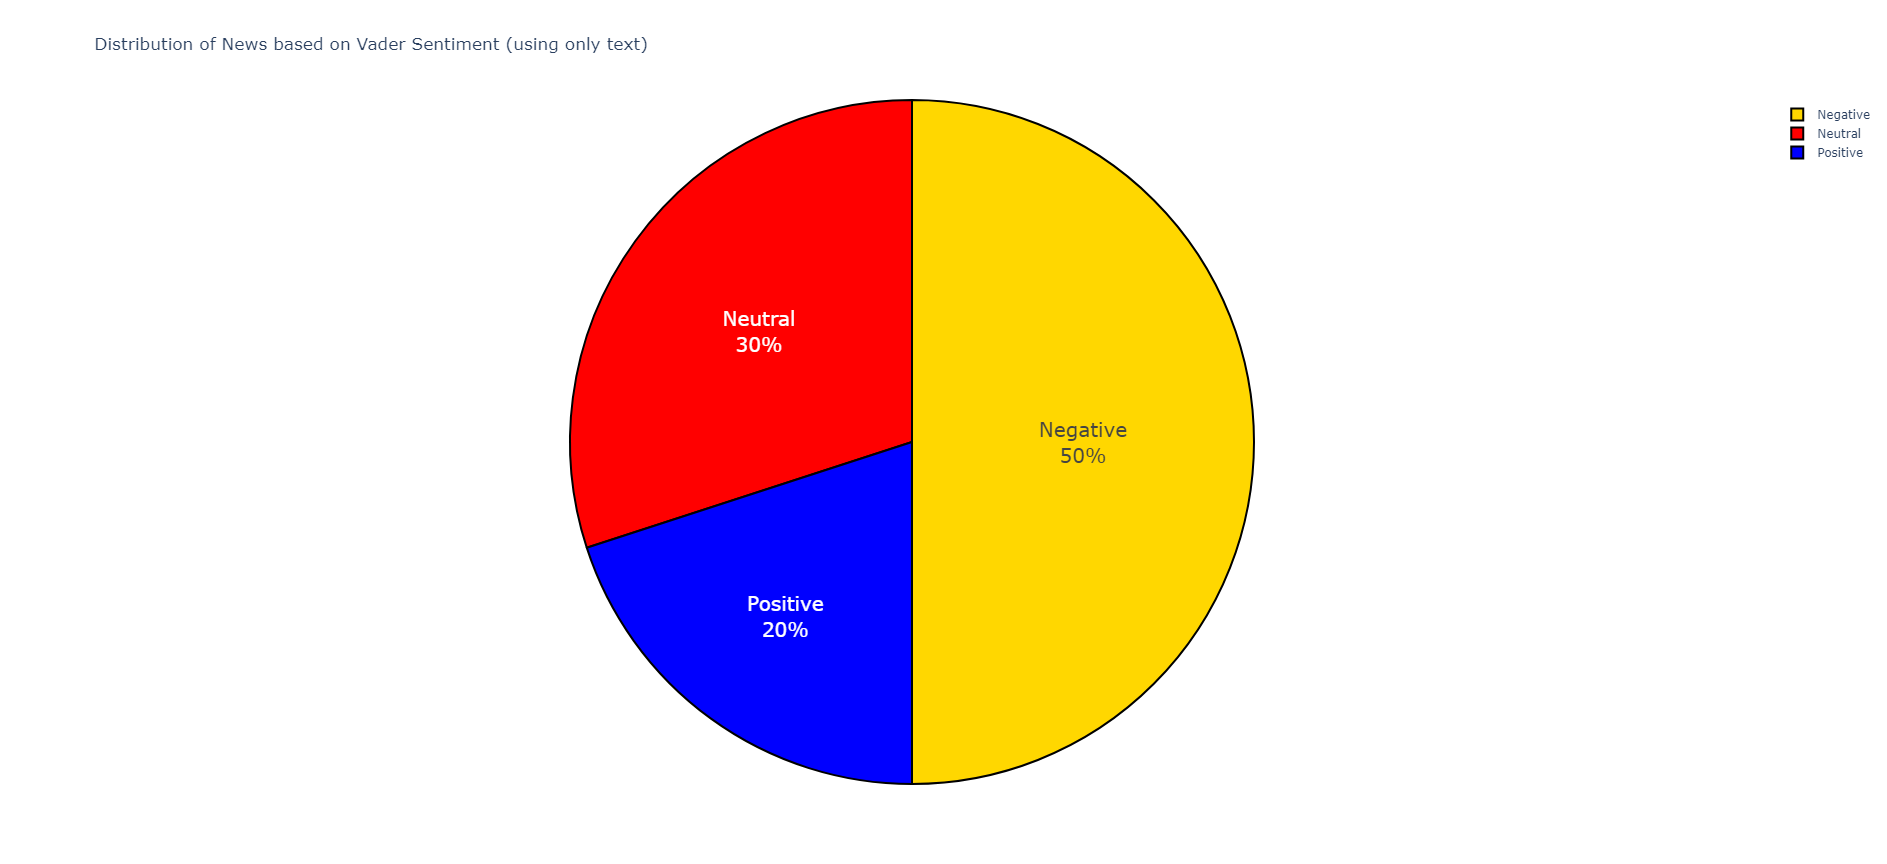 Distribution of News based on Vader Sentiment (using only text)
Negative
Neutral
Positive
Neutral
30%
Negative
50%
Positive
20%